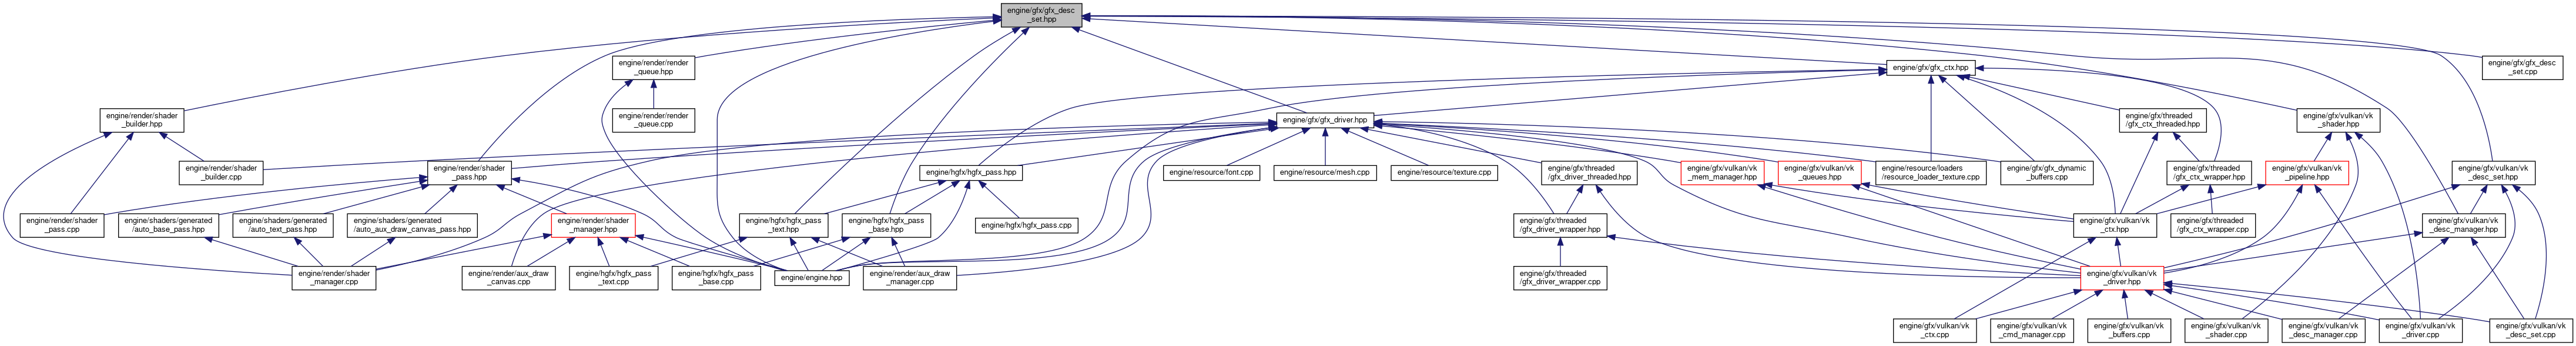 engine/gfx/gfx_desc
_set.hpp
engine/render/render
_queue.hpp
engine/gfx/gfx_ctx.hpp
engine/gfx/gfx_desc
_set.cpp
engine/render/shader
_builder.hpp
engine/render/render
_queue.cpp
engine/gfx/gfx_driver.hpp
engine/gfx/threaded
/gfx_ctx_threaded.hpp
engine/gfx/vulkan/vk
_shader.hpp
engine/render/shader
_builder.cpp
engine/render/shader
_pass.hpp
engine/hgfx/hgfx_pass.hpp
engine/resource/font.cpp
engine/resource/mesh.cpp
engine/resource/texture.cpp
engine/gfx/threaded
/gfx_driver_threaded.hpp
engine/gfx/vulkan/vk
_mem_manager.hpp
engine/gfx/vulkan/vk
_queues.hpp
engine/resource/loaders
/resource_loader_texture.cpp
engine/gfx/gfx_dynamic
_buffers.cpp
engine/gfx/threaded
/gfx_ctx_wrapper.hpp
engine/gfx/vulkan/vk
_pipeline.hpp
engine/gfx/vulkan/vk
_desc_set.hpp
engine/render/shader
_pass.cpp
engine/shaders/generated
/auto_base_pass.hpp
engine/shaders/generated
/auto_text_pass.hpp
engine/shaders/generated
/auto_aux_draw_canvas_pass.hpp
engine/render/shader
_manager.hpp
engine/hgfx/hgfx_pass
_text.hpp
engine/hgfx/hgfx_pass
_base.hpp
engine/hgfx/hgfx_pass.cpp
engine/gfx/threaded
/gfx_driver_wrapper.hpp
engine/gfx/vulkan/vk
_ctx.hpp
engine/gfx/threaded
/gfx_ctx_wrapper.cpp
engine/gfx/vulkan/vk
_desc_manager.hpp
engine/render/shader
_manager.cpp
engine/render/aux_draw
_canvas.cpp
engine/hgfx/hgfx_pass
_text.cpp
engine/hgfx/hgfx_pass
_base.cpp
engine/engine.hpp
engine/render/aux_draw
_manager.cpp
engine/gfx/threaded
/gfx_driver_wrapper.cpp
engine/gfx/vulkan/vk
_driver.hpp
engine/gfx/vulkan/vk
_ctx.cpp
engine/gfx/vulkan/vk
_cmd_manager.cpp
engine/gfx/vulkan/vk
_buffers.cpp
engine/gfx/vulkan/vk
_shader.cpp
engine/gfx/vulkan/vk
_desc_manager.cpp
engine/gfx/vulkan/vk
_driver.cpp
engine/gfx/vulkan/vk
_desc_set.cpp